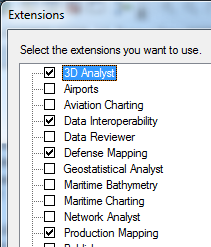 Extensions
Select the extensions you want to use.
3D Analyst
Airports
Aviation Charting
Data Interoperability
Data Reviewer
Defense Mapping
Geostatistical Analyst
Maritime Bathymetry
Maritime Charting
Network Analyst
Production Mapping